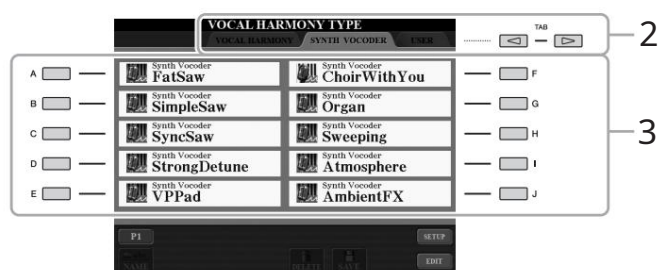 VOCAL HARMONY TYPE
VOCAL HARMONY SYNTH VOCODER USER
TAB
2
A Synth Vocoder FatSaw Synth Vocoder ChoirWithYou F
B Synth Vocoder SimpleSaw Synth Vocoder Organ G
C Synth Vocoder SyncSaw Synth Vocoder Sweeping H
3
D Synth Vocoder StrongDetune Synth Vocoder Atmosphere I
E Synth Vocoder VPPad Synth Vocoder AmbientFX J
P1 SETUP
NAME DELETE SAVE EDIT